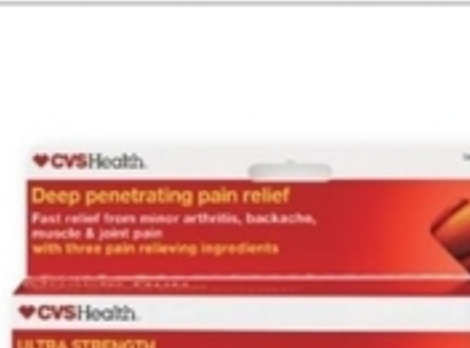 CVSHealth.
Deep penetrating pain relief
Fast relief from minor arthritis, backache,
muscle & joint pain
with three pain relieving ingredients
CVSHealth.
ULTRA STRENGTH